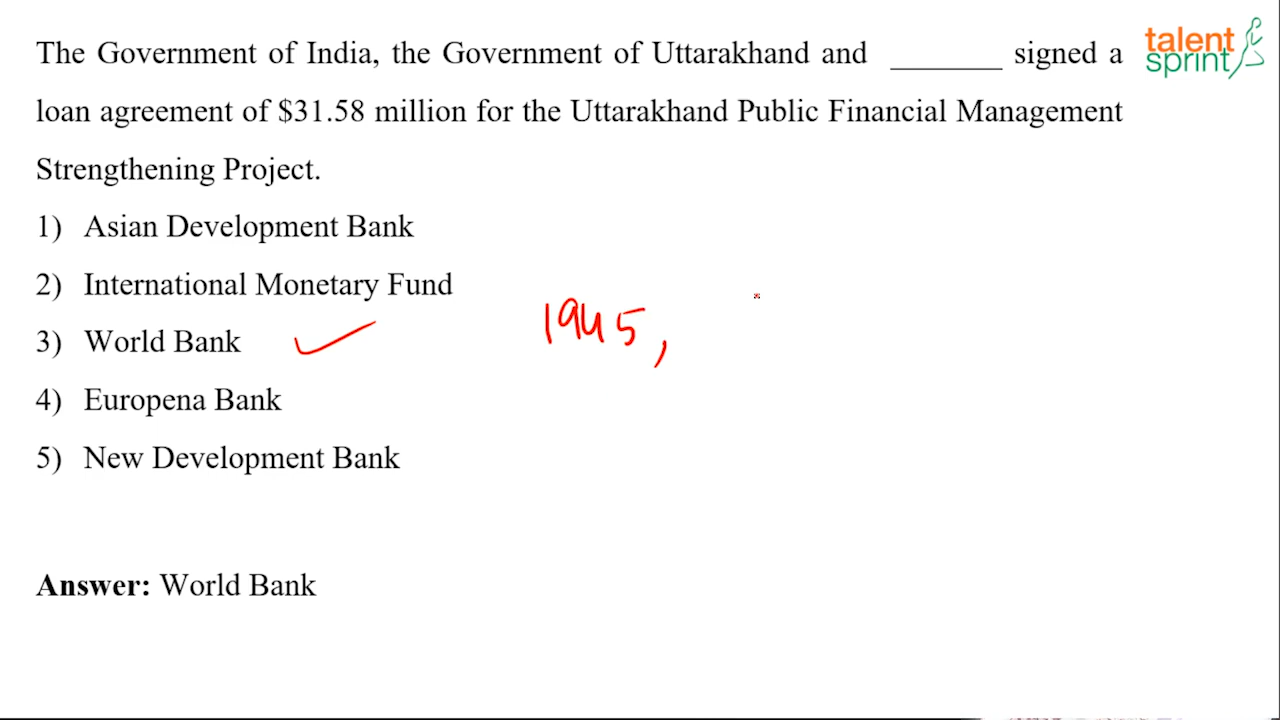 The Government of India, the Government of Uttarakhand and _______ signed a
loan agreement of $31.58 million for the Uttarakhand Public Financial Management
Strengthening Project.
1) Asian Development Bank
2) International Monetary Fund
3) World Bank
1945,
4) Europena Bank
5) New Development Bank
Answer: World Bank
talent
sprint